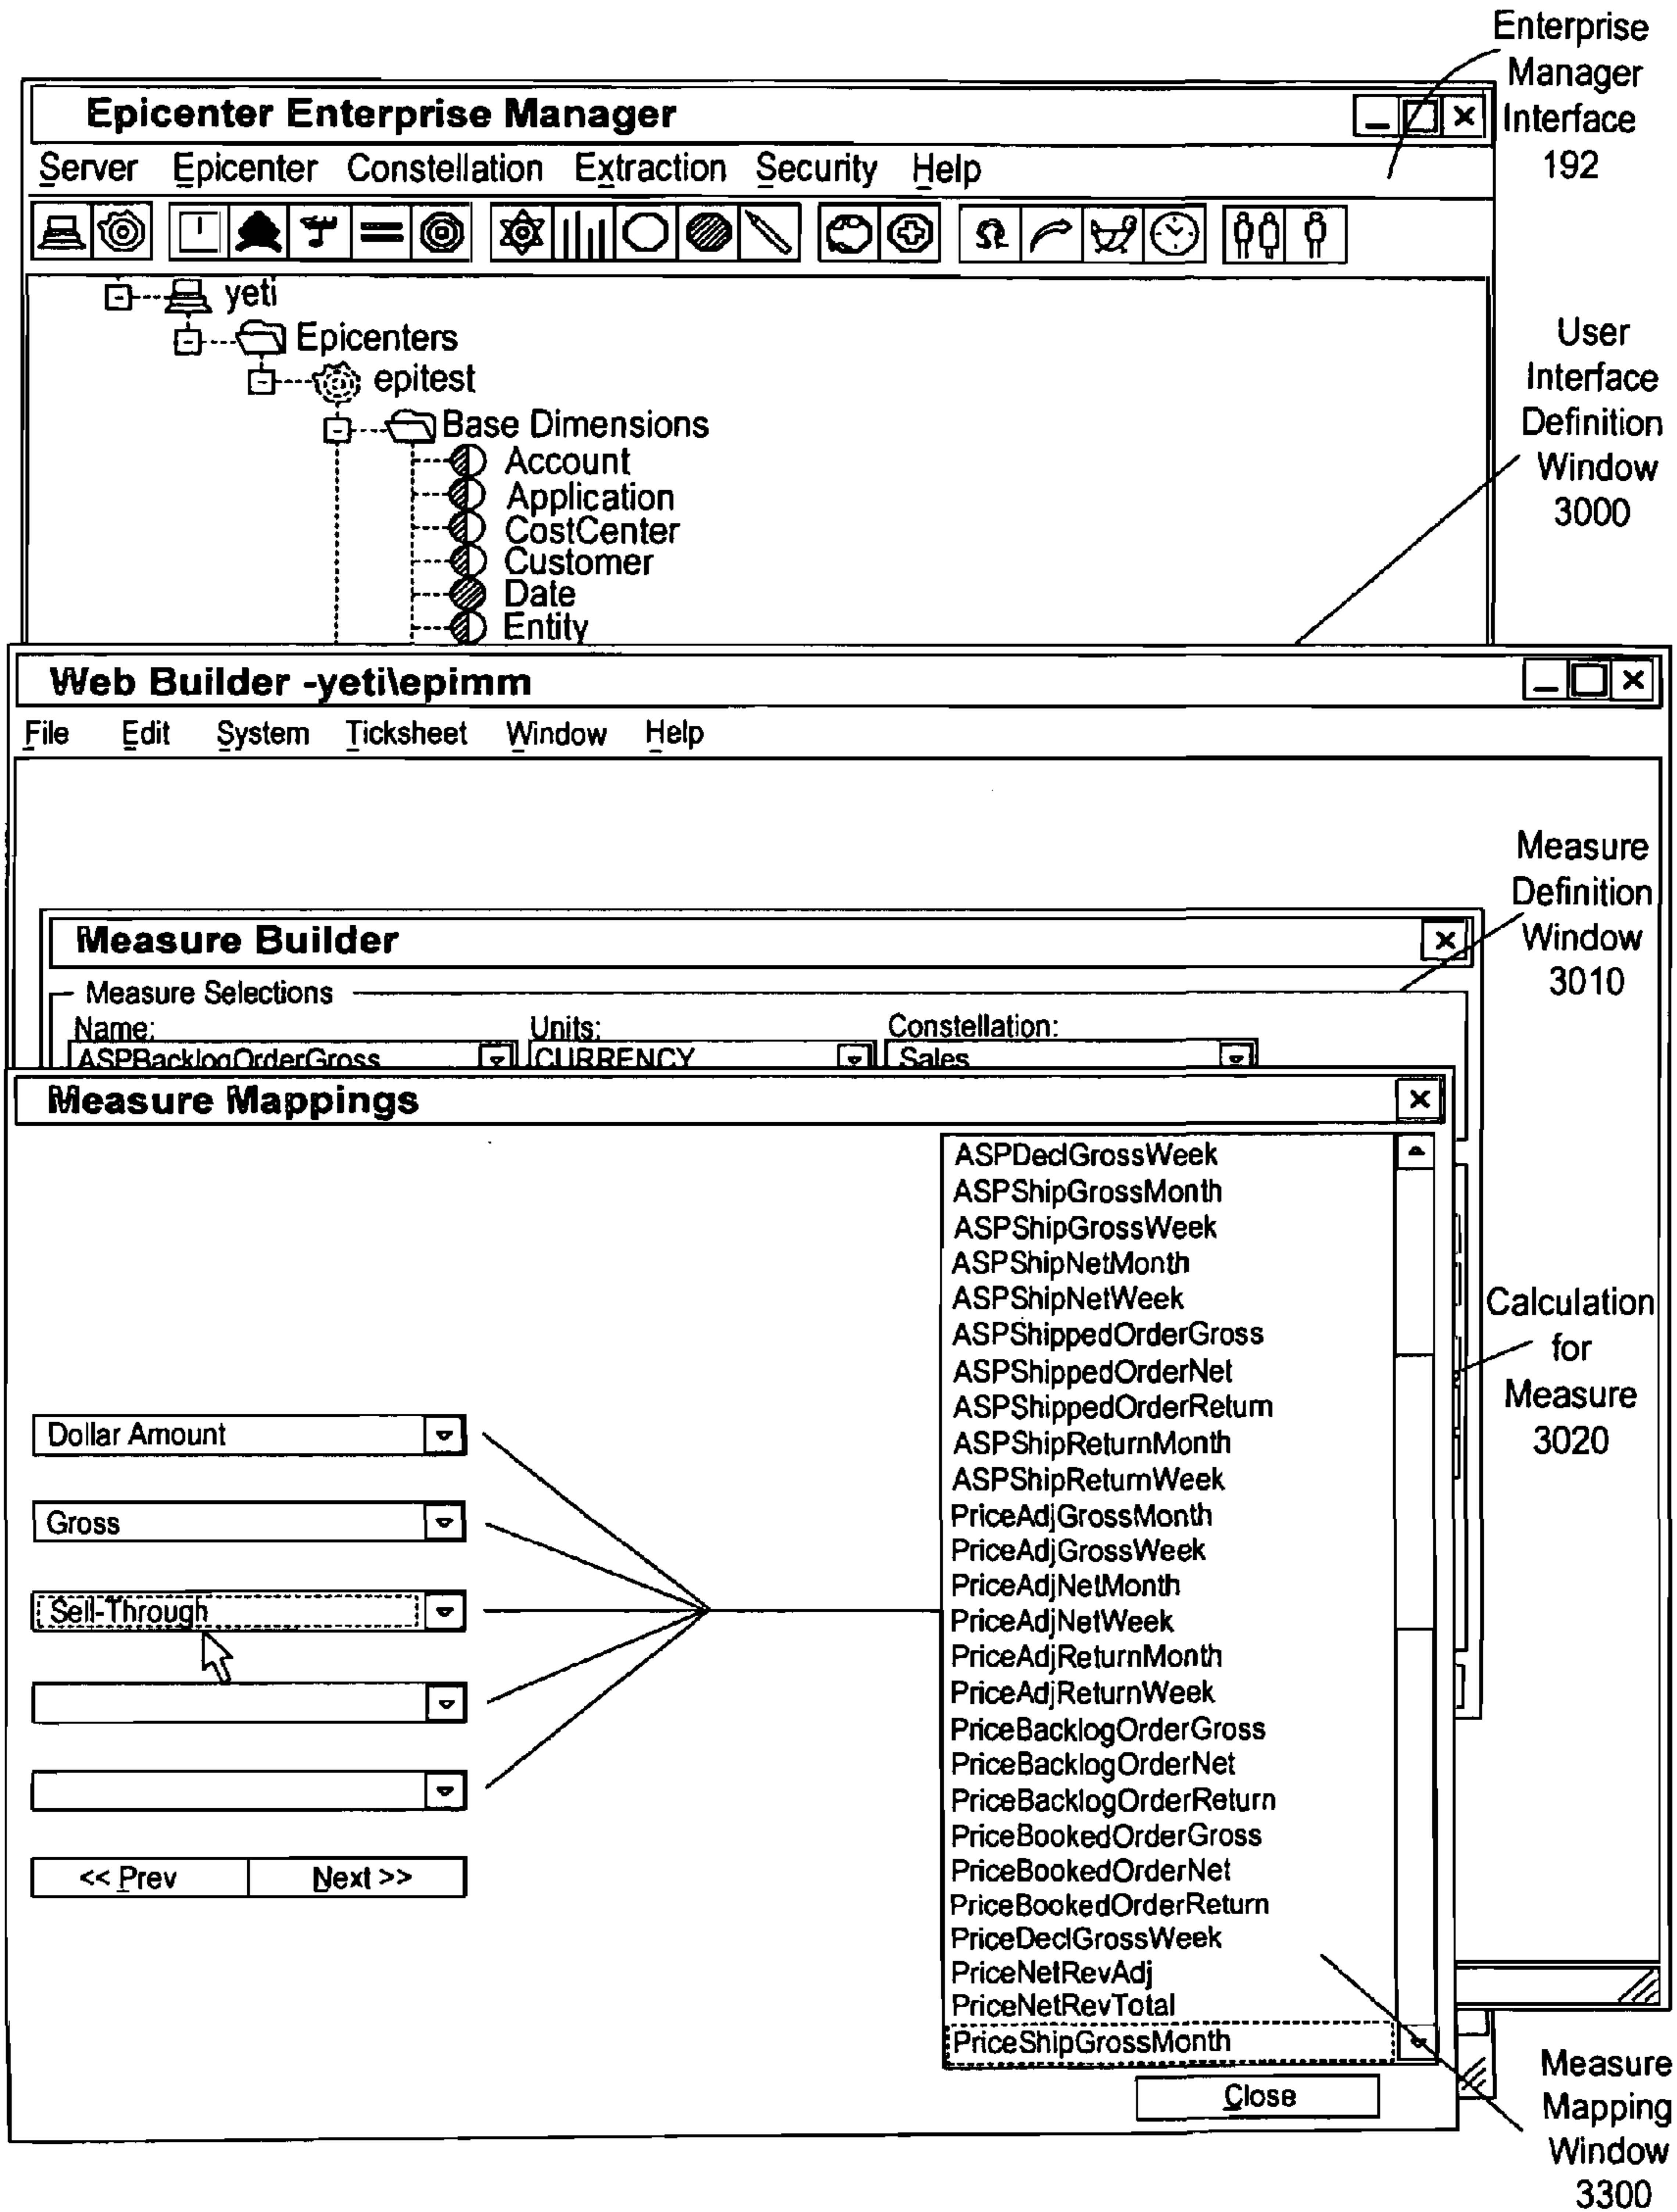 Enterprise
Manager
Interface
192
Epicenter Enterprise Manager
Server Epicenter Constellation Extraction Security Help
yeti
Epicenters
epitest
Base Dimensions
Account
Application
CostCenter
Customer
Date
Entity
User
Interface
Definition
Window
3000
Web Builder -yeti\epimm
File Edit System Ticksheet Window Help
Measure
Definition
Window
3010
Measure Builder
Measure Selections
Name: Units: Constellation:
ASPBacklogOrderGross CURRENCY Sales
Measure Mappings
Dollar Amount
Gross
Sell-Through
<< Prev Next >>
ASPDeclGrossWeek
ASPShipGrossMonth
ASPShipGrossWeek
ASPShipNetMonth
ASPShipNetWeek
ASPShippedOrderGross
ASPShippedOrderNet
ASPShippedOrderReturn
ASPShipReturnMonth
ASPShipReturnWeek
PriceAdjGrossMonth
PriceAdjGrossWeek
PriceAdjNetMonth
PriceAdjNetWeek
PriceAdjReturnMonth
PriceAdjReturnWeek
PriceBacklogOrderGross
PriceBacklogOrderNet
PriceBacklogOrderReturn
PriceBookedOrderGross
PriceBookedOrderNet
PriceBookedOrderReturn
PriceDeclGrossWeek
PriceNetRevAdj
PriceNetRevTotal
PriceShipGrossMonth
Close
Calculation
for
Measure
3020
Measure
Mapping
Window
3300